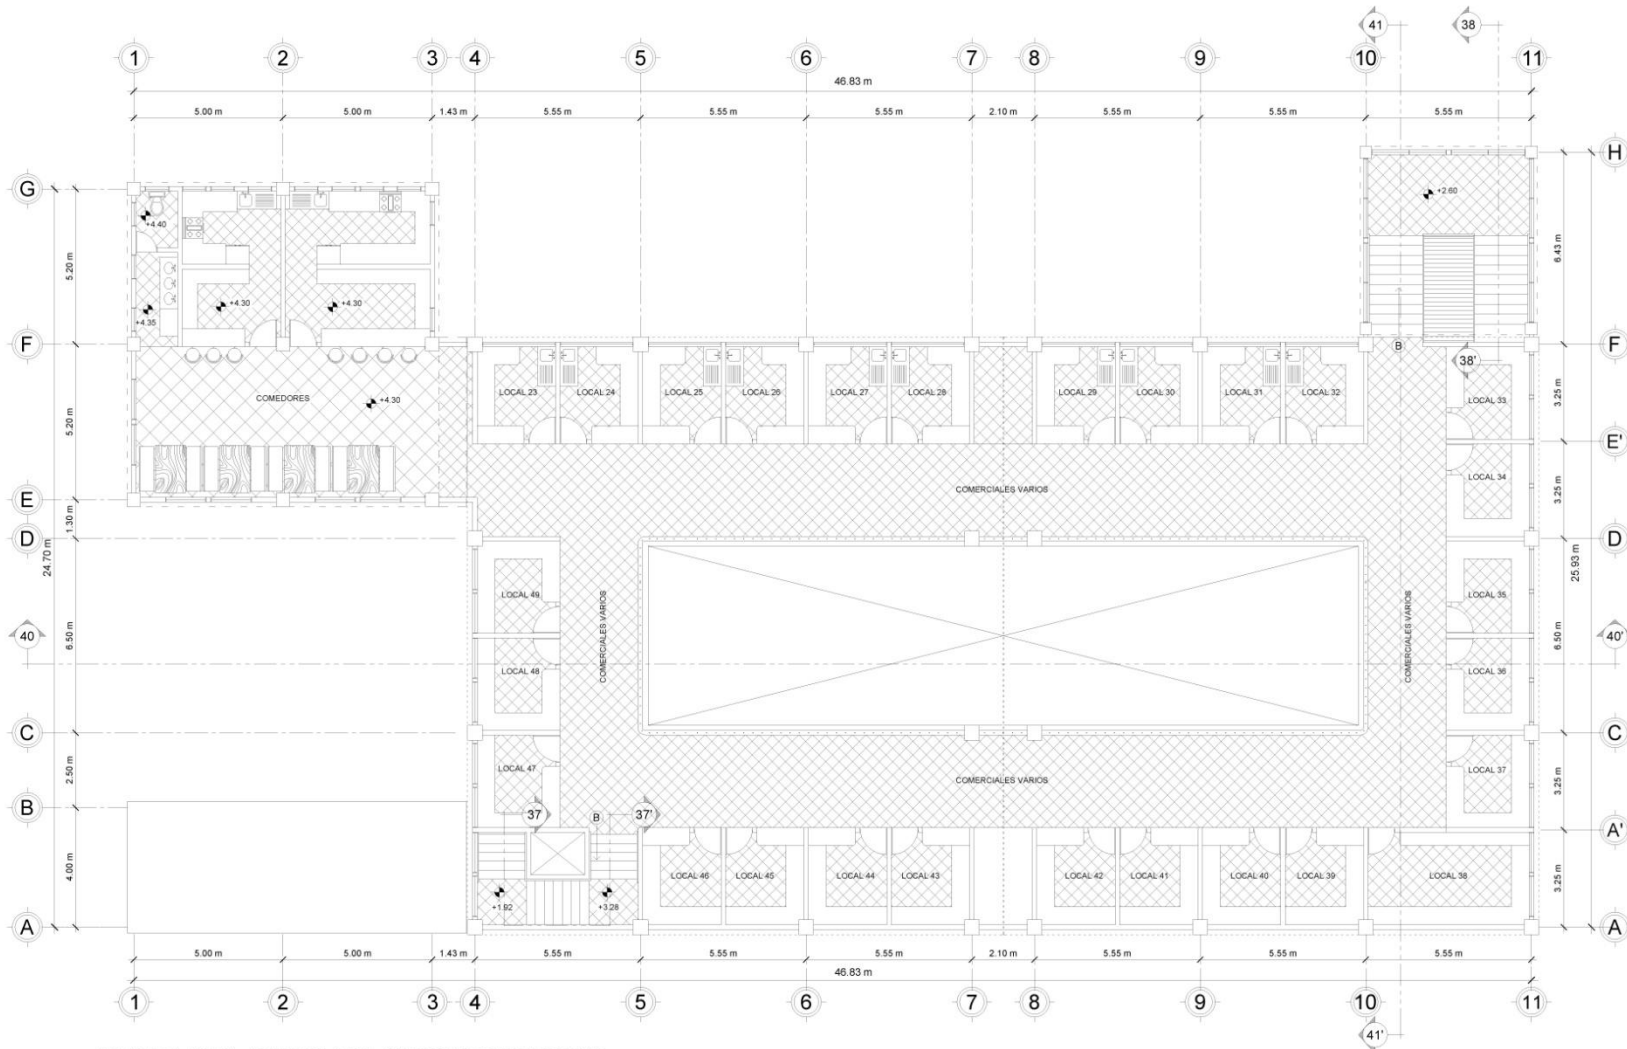 41 38
1 2 3 4 5 6 7 8 9 10 11
46.83 m
5.00 m 5.00 m 1.43 m 5.55 m 5.55 m 5.55 m 2.10 m 5.55 m 5.55 m 5.55 m
H
G
+2.60
+4.40
5.20 m
6.43 m
+4.30 +4.30
+4.35
F F
B
38'
COMEDORES +4.30
LOCAL 23 LOCAL 24 LOCAL 25 LOCAL 26 LOCAL 27 LOCAL 28 LOCAL 29 LOCAL 30 LOCAL 31 LOCAL 32
LOCAL 33
3.25 m
5.20 m
E'
LOCAL 34
COMERCIALES VARIOS
3.25 m
E
1.30 m
D D
24.70 m
25.93 m
LOCAL 49
LOCAL 35
COMERCIALES VARIOS
COMERCIALES VARIOS
40 40'
6.50 m 6.50 m
LOCAL 48
LOCAL 36
C C
2.50 m
3.25 m
LOCAL 47
LOCAL 37
COMERCIALES VARIOS
B
37 B 37'
A'
4.00 m
3.25 m
LOCAL 46 LOCAL 45 LOCAL 44 LOCAL 43 LOCAL 42 LOCAL 41 LOCAL 40 LOCAL 39 LOCAL 38
+1.92 +3.28
A A
5.00 m 5.00 m 1.43 m 5.55 m 5.55 m 5.55 m 2.10 m 5.55 m 5.55 m 5.55 m
46.83 m
1 2 3 4 5 6 7 8 9 10 11
41'